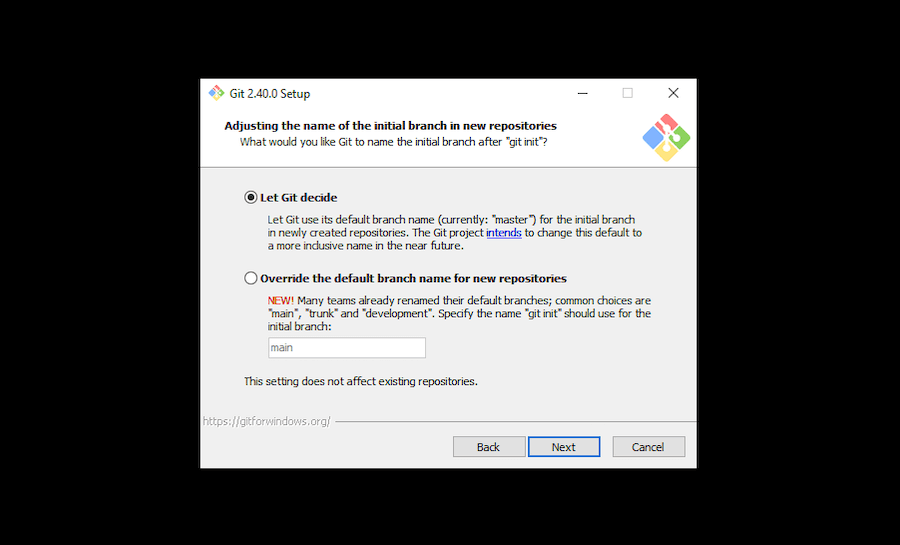 Git 2.40.0 Setup
Adjusting the name of the initial branch in new repositories
What would you like Git to name the initial branch after "git init"?
Let Git decide
Let Git use its default branch name (currently: "master") for the initial branch
in newly created repositories. The Git project intends to change this default to
a more inclusive name in the near future.
Override the default branch name for new repositories
NEW! Many teams already renamed their default branches; common choices are
"main", "trunk" and "development". Specify the name "git init" should use for the
initial branch:
main
This setting does not affect existing repositories.
https://gitforwindows.org/
Back Next Cancel